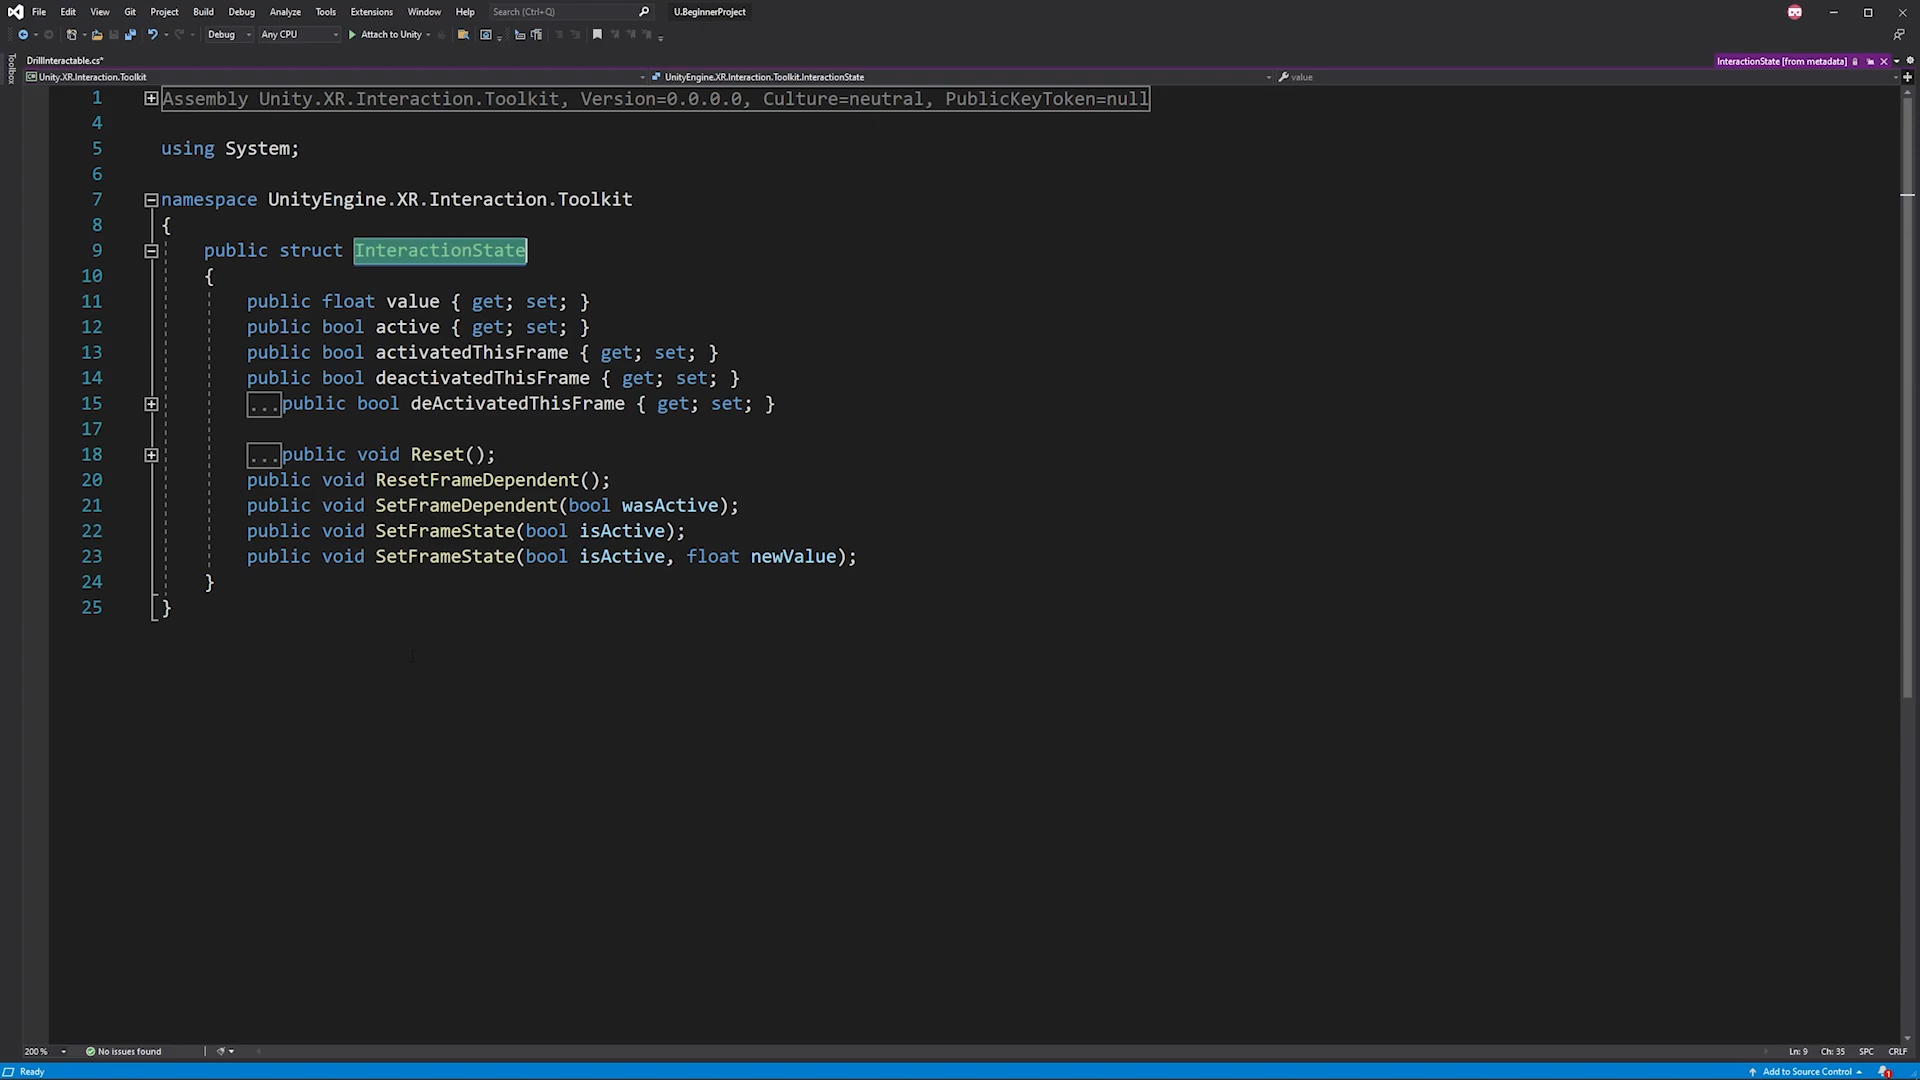 File Edit View Git Project Build Debug Analyze Tools Extensions Window Help Search (Ctrl+Q) U.BeginnerProject
Debug Any CPU Attach to Unity
Toolbox
DrillInteractable.cs* InteractionState [from metadata]
Unity.XR.Interaction.Toolkit UnityEngine.XR.Interaction.Toolkit.InteractionState value
1 Assembly Unity.XR.Interaction.Toolkit, Version=0.0.0.0, Culture=neutral, PublicKeyToken=null
4
5 using System;
6
7 namespace UnityEngine.XR.Interaction.Toolkit
8 {
9 public struct InteractionState
10 {
11 public float value { get; set; }
12 public bool active { get; set; }
13 public bool activatedThisFrame { get; set; }
14 public bool deactivatedThisFrame { get; set; }
15 ...public bool deActivatedThisFrame { get; set; }
17
18 ...public void Reset();
20 public void ResetFrameDependent();
21 public void SetFrameDependent(bool wasActive);
22 public void SetFrameState(bool isActive);
23 public void SetFrameState(bool isActive, float newValue);
24 }
25 }
200 % No issues found Ln: 9 Ch: 35 SPC CRLF
Ready Add to Source Control 1